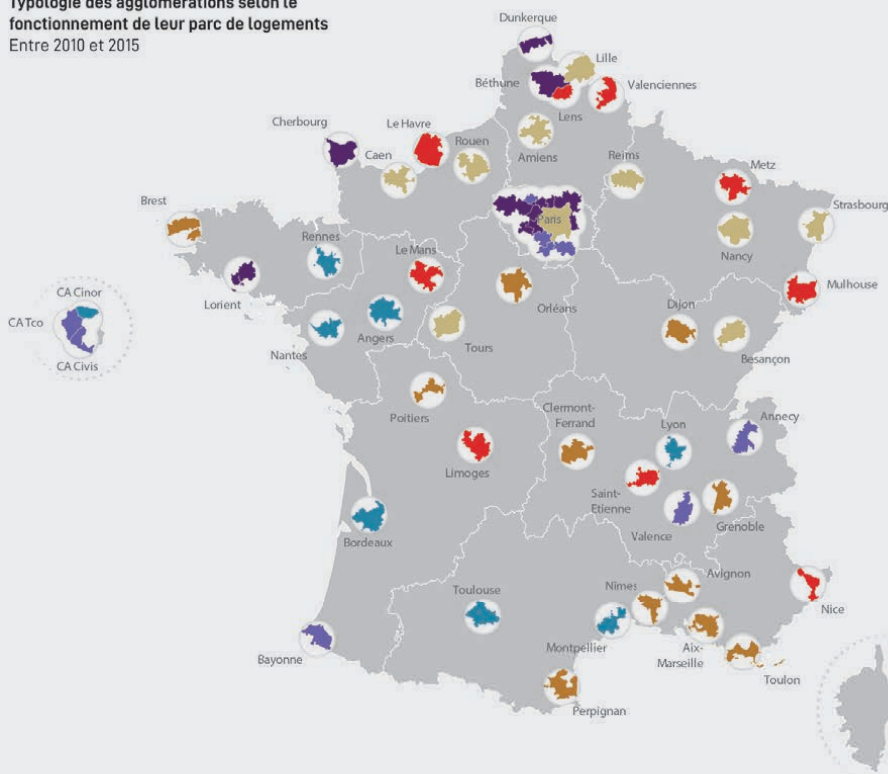 Typologie des agglomérations selon le
fonctionnement de leur parc de logements
Entre 2010 et 2015
Dunkerque
Lille
Béthune
Valenciennes
Lens
Cherbourg
Le Havre
Caen
Rouen
Amiens
Reims
Metz
Brest
Paris
Strasbourg
Rennes
Nancy
Le Mans
Lorient
Mulhouse
CA Cinor
CA Tco
CA Civis
Orléans
Dijon
Nantes
Angers
Tours
Besançon
Poitiers
Clermont-
Ferrand
Lyon
Annecy
Limoges
Saint-
Etienne
Valence
Grenoble
Bordeaux
Avignon
Toulouse
Nîmes
Nice
Montpellier
Aix-
Marseille
Bayonne
Toulon
Perpignan